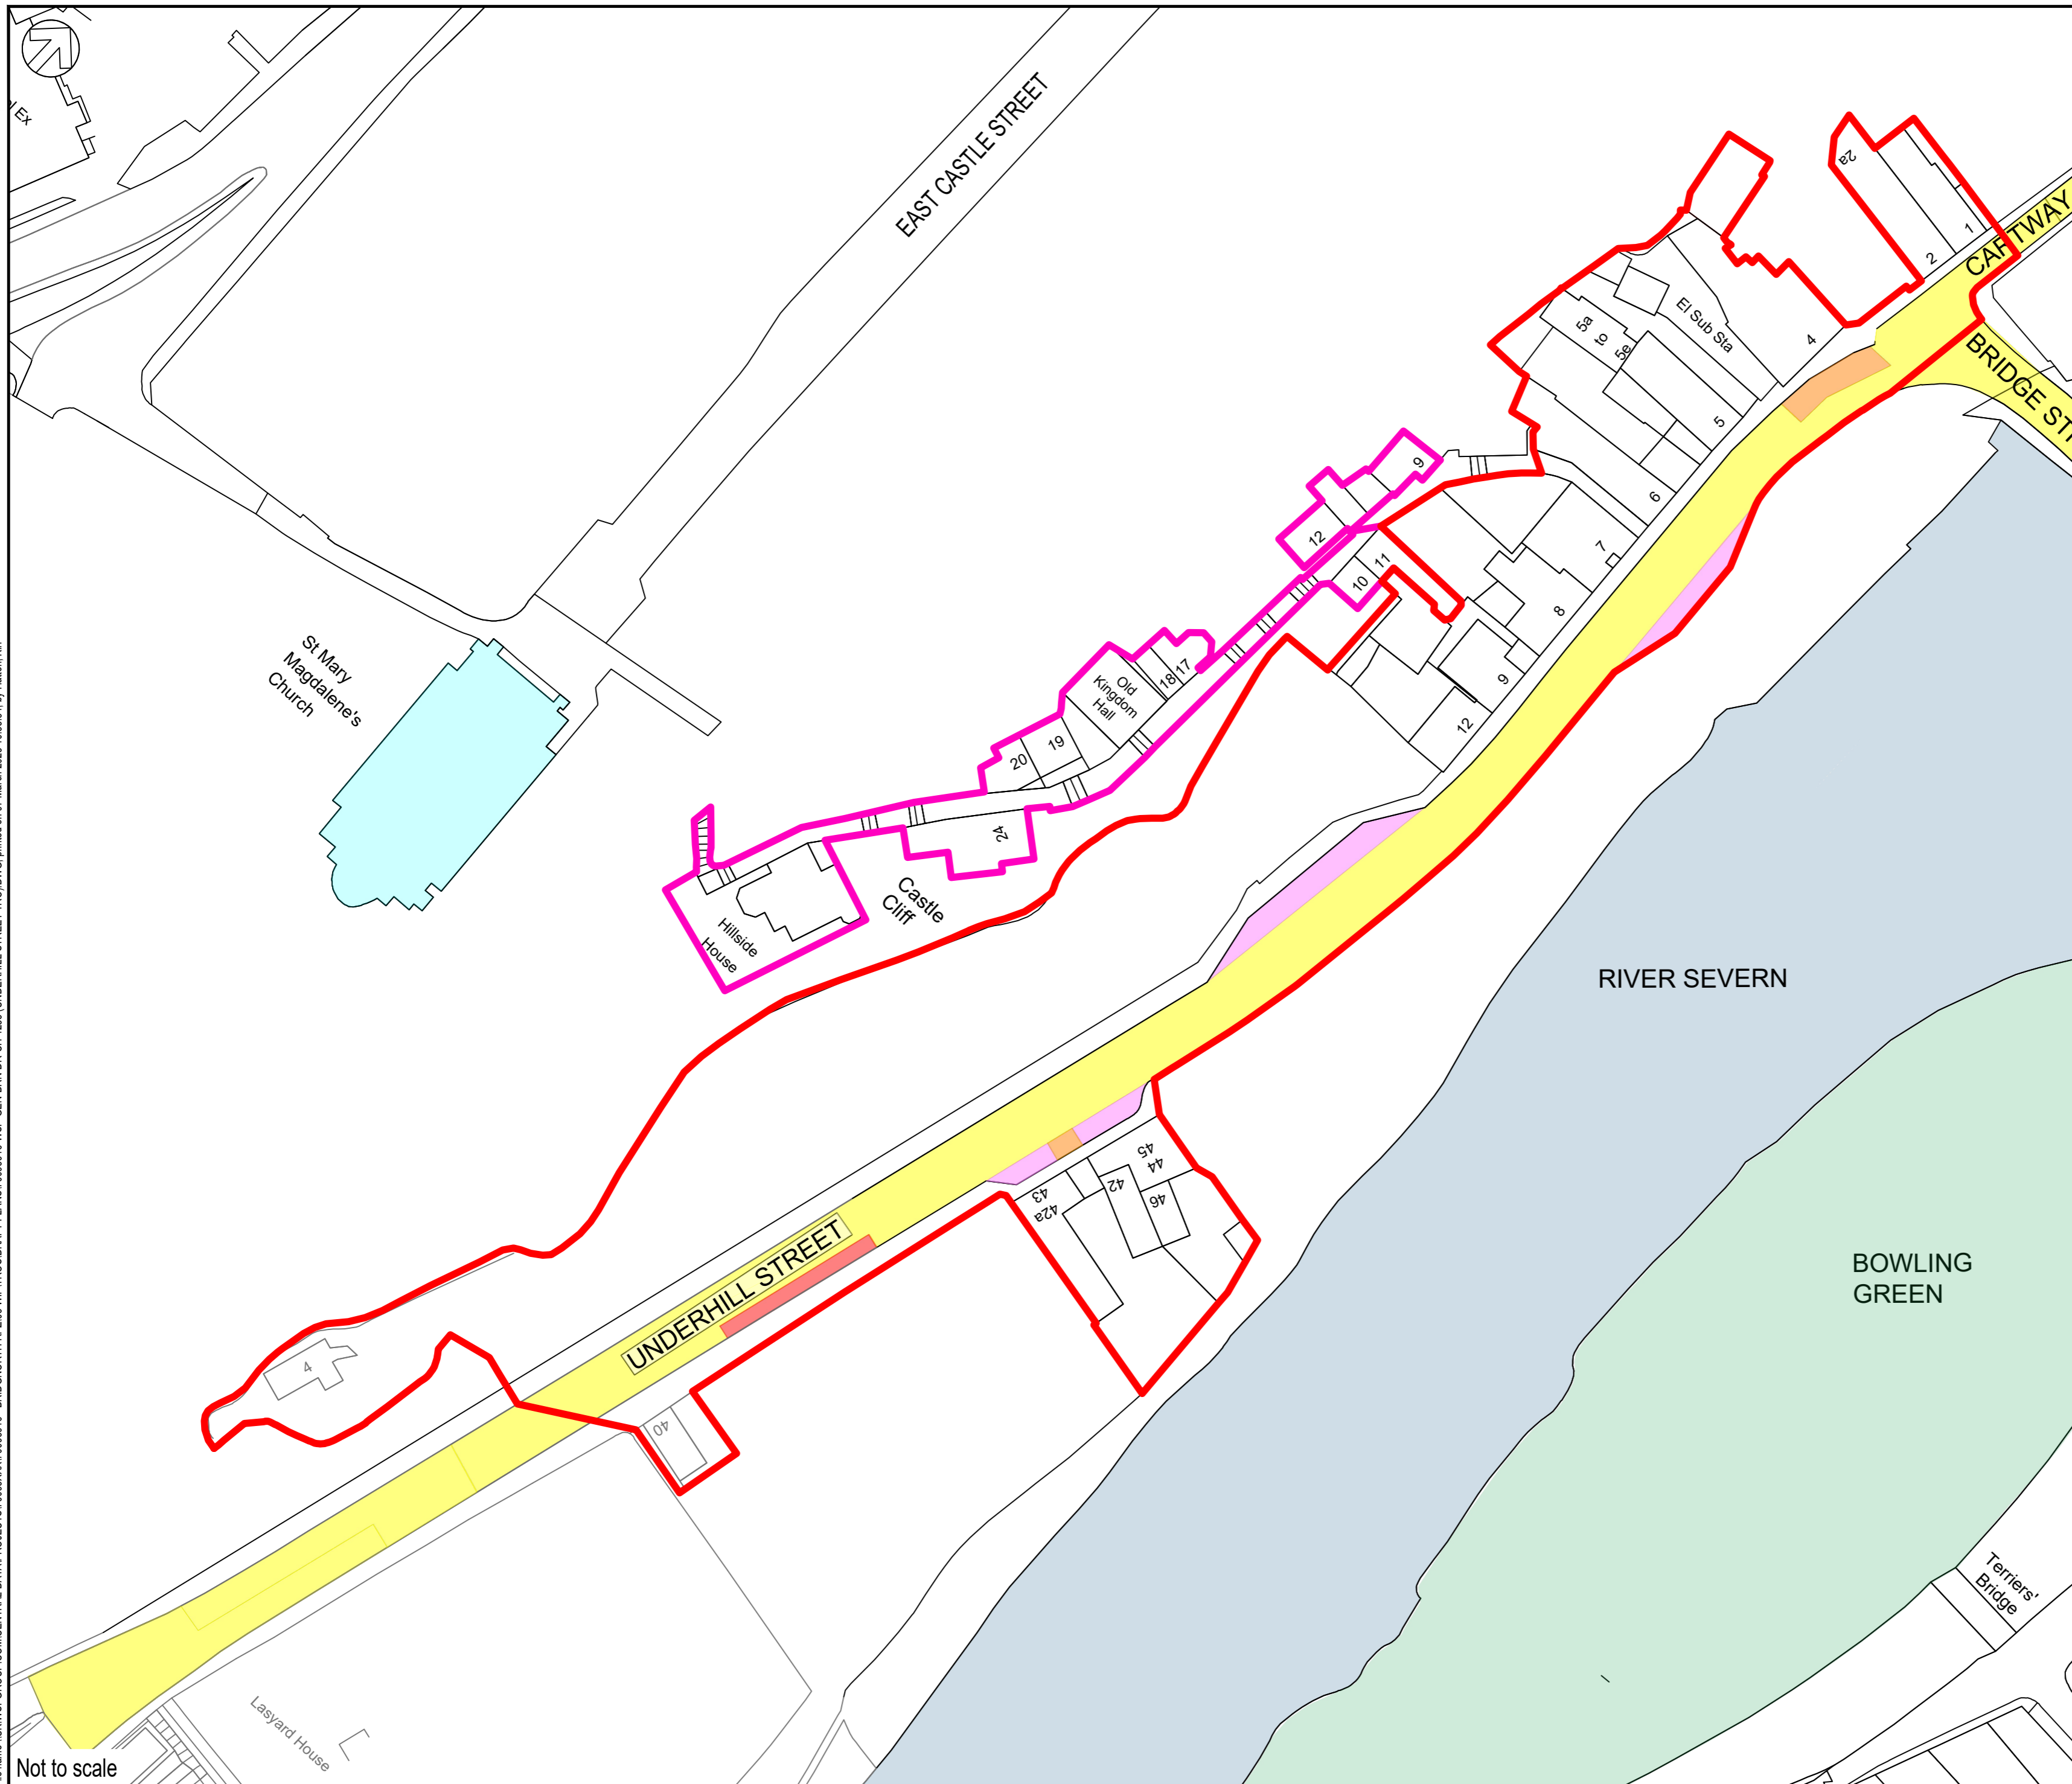 EAST CASTLE STREET
2a
1
2
CARTWAY
BRIDGE ST
El Sub Sta
4
5a
to
5e
5
6
7
8
9
12
9
12
11
10
17
18
Old
Kingdom
Hall
19
20
24
St Mary
Magdalene's
Church
Castle
Cliff
Hillside
House
RIVER SEVERN
BOWLING
GREEN
45
44
43
42
42a
46
UNDERHILL STREET
4
40
Terriers'
Bridge
Lasyard House
Not to scale